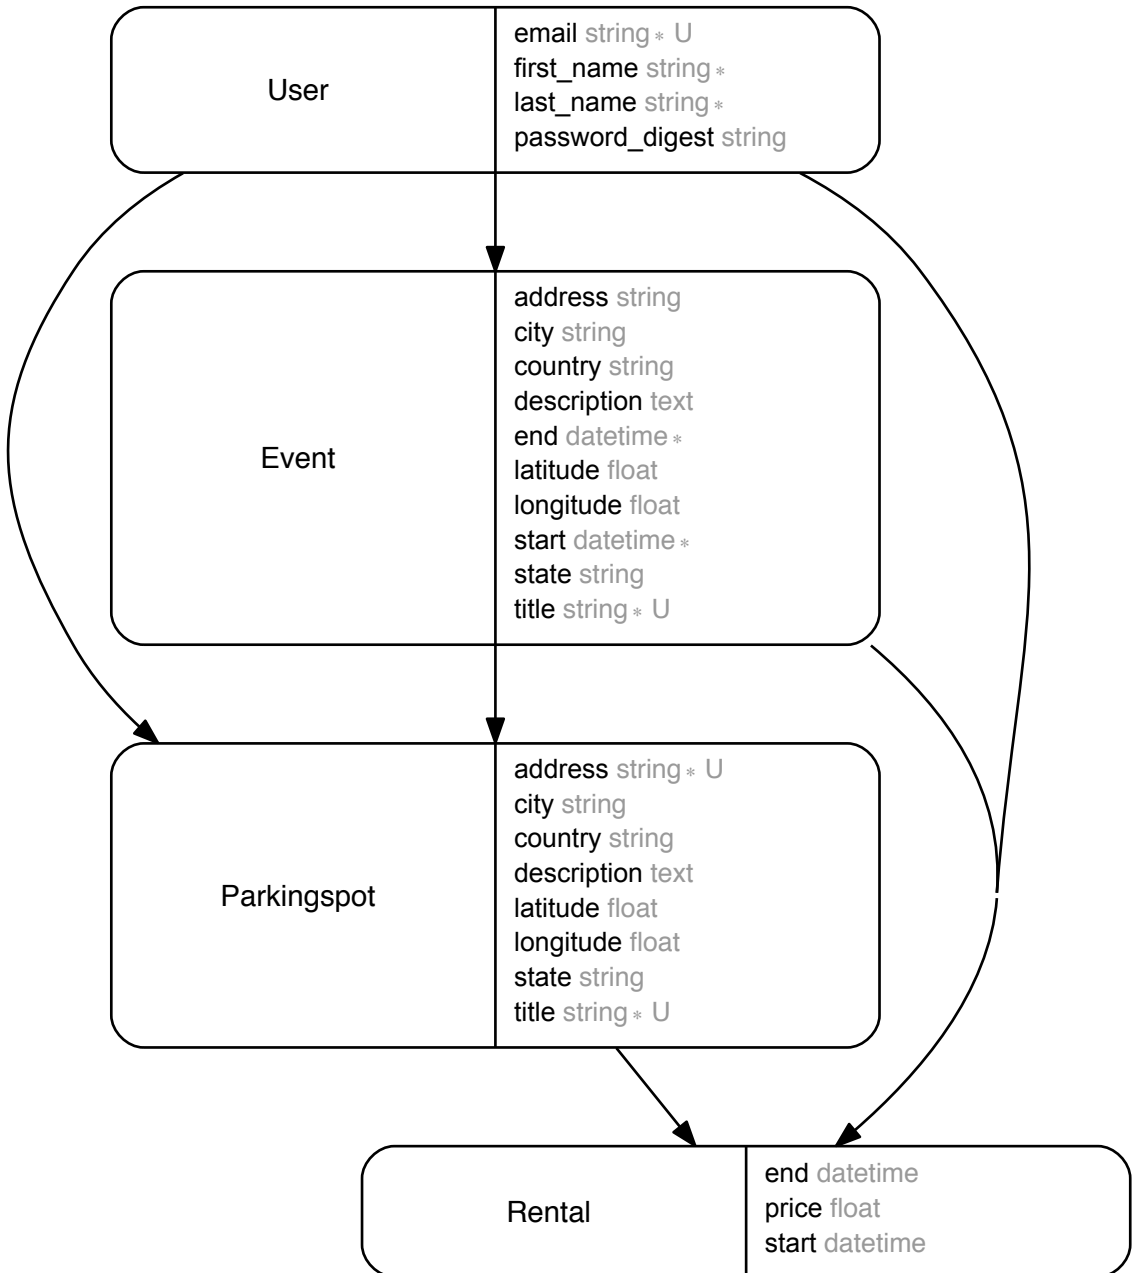 User
email string ∗ U
first_name string ∗
last_name string ∗
password_digest string
Event
address string
city string
country string
description text
end datetime ∗
latitude float
longitude float
start datetime ∗
state string
title string ∗ U
Parkingspot
address string ∗ U
city string
country string
description text
latitude float
longitude float
state string
title string ∗ U
Rental
end datetime
price float
start datetime